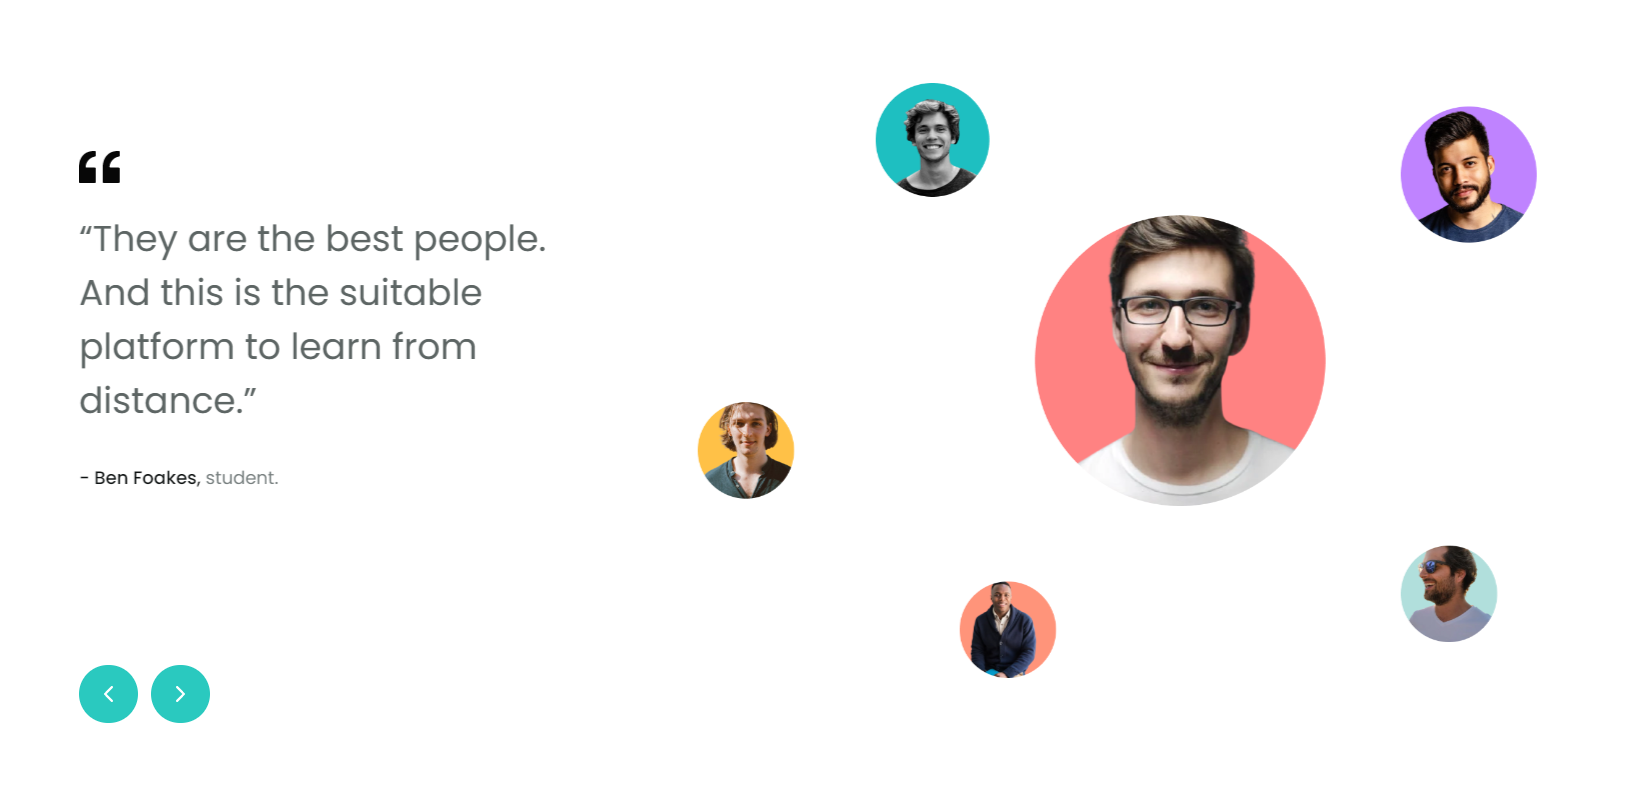 “They are the best people.
And this is the suitable
platform to learn from
distance.”
- Ben Foakes, student.